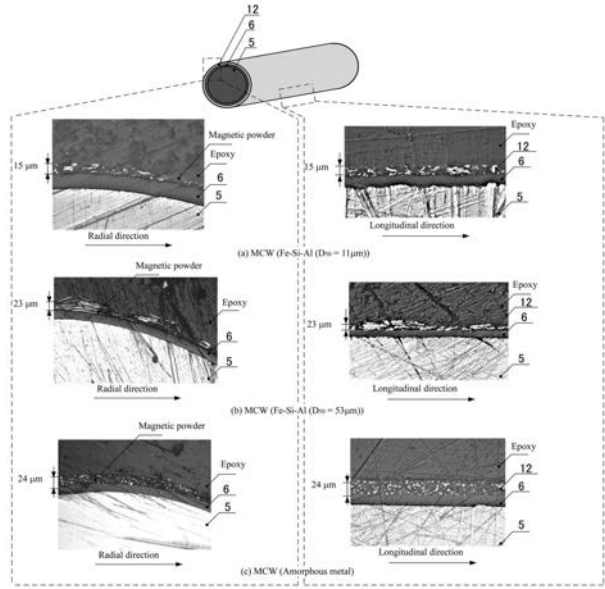 12
6
5
Magnetic powder
Epoxy
15 μm
6
5
Radial direction
Epoxy
12
6
15 μm
5
Longitudinal direction
(a) MCW (Fe-Si-Al (D₅₀ = 11μm))
Magnetic powder
23 μm
Epoxy
6
5
Radial direction
Epoxy
12
6
23 μm
5
Longitudinal direction
(b) MCW (Fe-Si-Al (D₅₀ = 53μm))
Magnetic powder
24 μm
Epoxy
6
5
Radial direction
Epoxy
12
6
24 μm
5
Longitudinal direction
(c) MCW (Amorphous metal)